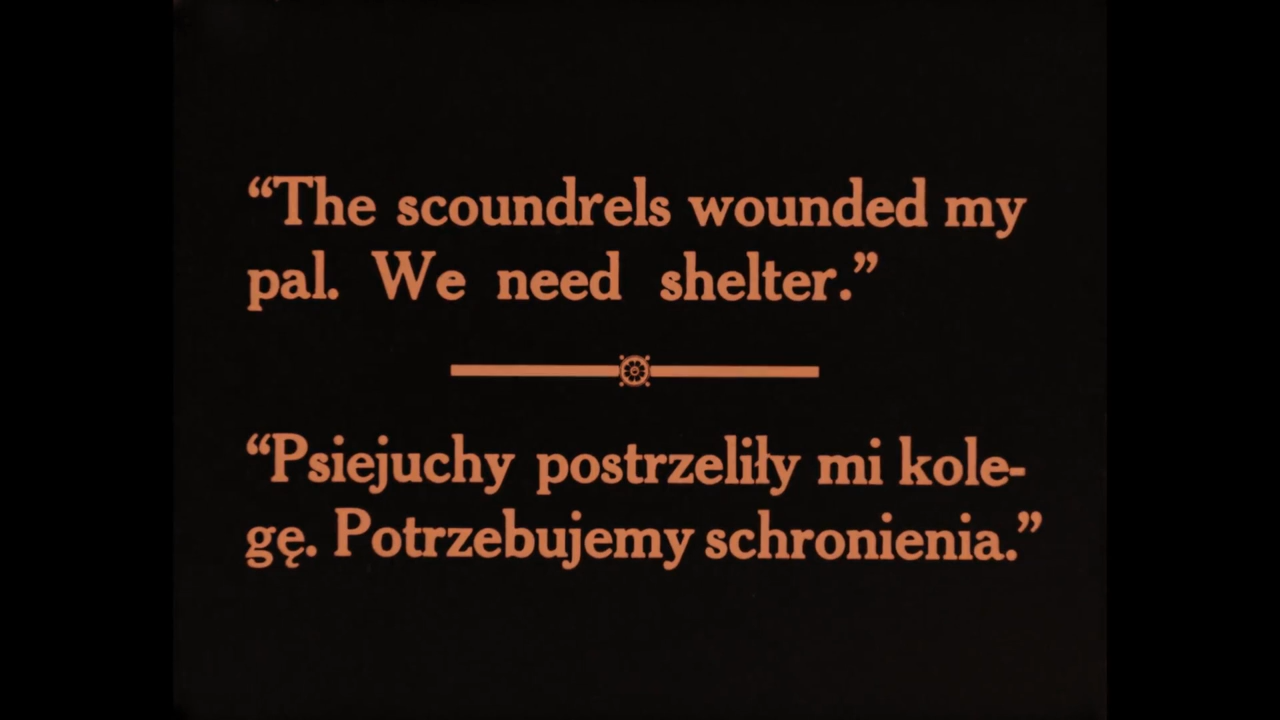 “The scoundrels wounded my
pal. We need shelter.”
“Psiejuchy postrzeliły mi kole-
gę. Potrzebujemy schronienia.”